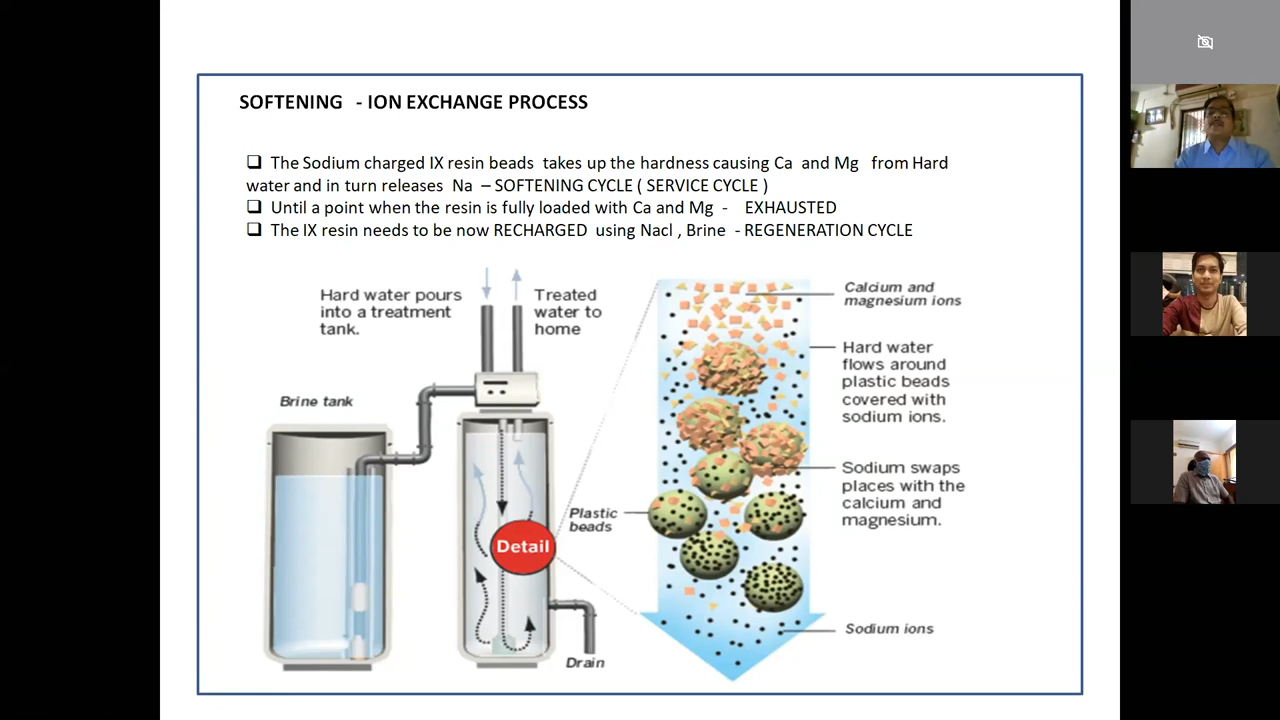 SOFTENING - ION EXCHANGE PROCESS
❑ The Sodium charged IX resin beads takes up the hardness causing Ca and Mg from Hard
water and in turn releases Na – SOFTENING CYCLE ( SERVICE CYCLE )
❑ Until a point when the resin is fully loaded with Ca and Mg - EXHAUSTED
❑ The IX resin needs to be now RECHARGED using Nacl , Brine - REGENERATION CYCLE
Hard water pours
into a treatment
tank.
Treated
water to
home
Brine tank
Plastic
beads
Detail
Drain
Calcium and
magnesium ions
Hard water
flows around
plastic beads
covered with
sodium ions.
Sodium swaps
places with the
calcium and
magnesium.
Sodium ions